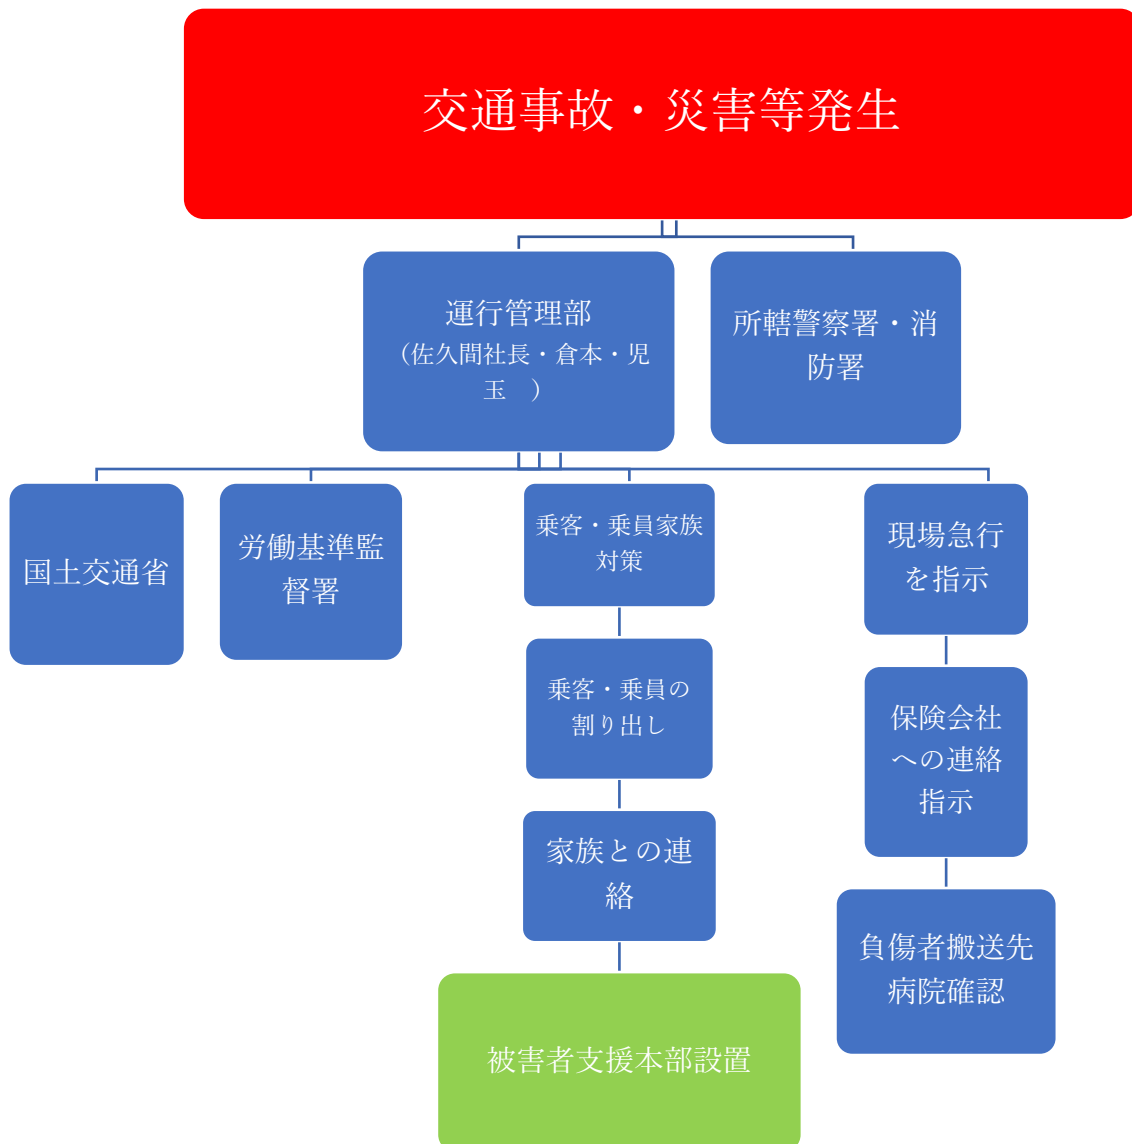 交通事故・災害等発生
運行管理部
（佐久間社長・倉本・児
玉　）
所轄警察署・消
防署
国土交通省
労働基準監
督署
乗客・乗員家族
対策
現場急行
を指示
乗客・乗員の
割り出し
保険会社
への連絡
指示
家族との連
絡
負傷者搬送先
病院確認
被害者支援本部設置